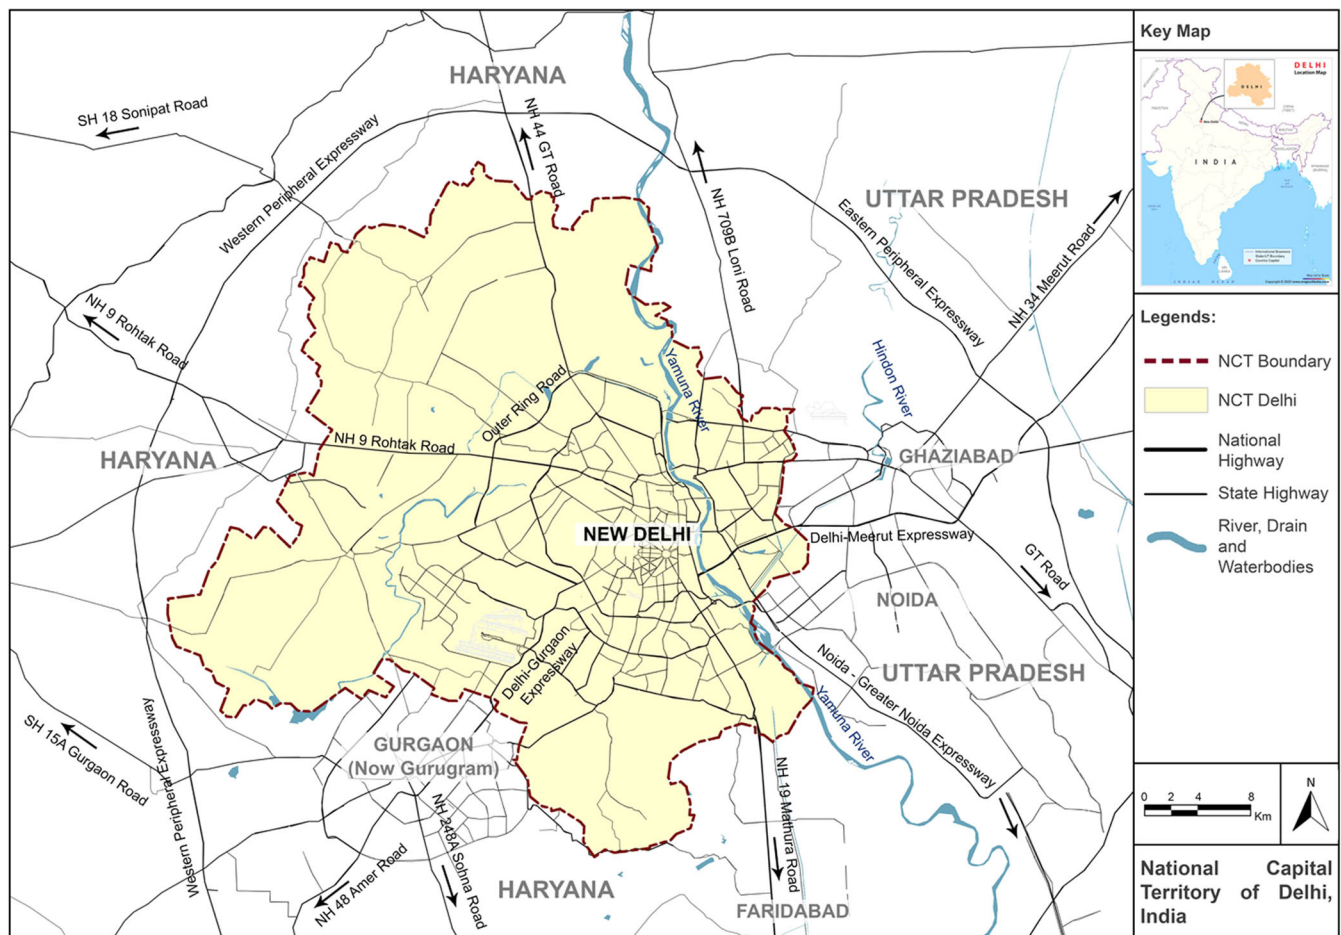 HARYANA
SH 18 Sonipat Road
NH 44 GT Road
Western Peripheral Expressway
UTTAR PRADESH
NH 709B Loni Road
Eastern Peripheral Expressway
NH 34 Meerut Road
NH 9 Rohtak Road
Yamuna River
Hindon River
Outer Ring Road
NH 9 Rohtak Road
HARYANA
GHAZIABAD
NEW DELHI
Delhi-Meerut Expressway
GT Road
NOIDA
Delhi-Gurgaon
Expressway
Noida - Greater Noida Expressway
UTTAR PRADESH
Yamuna River
SH 15A Gurgaon Road
Western Peripheral Expressway
GURGAON
(Now Gurugram)
NH 248A Sohna Road
NH 19 Mathura Road
NH 48 Amer Road
HARYANA
FARIDABAD
Key Map
DELHI
Location Map
DELHI
New Delhi
INDIA
Legends:
NCT Boundary
NCT Delhi
National
Highway
State Highway
River, Drain
and
Waterbodies
0 2 4 8
Km
N
National Capital
Territory of Delhi,
India